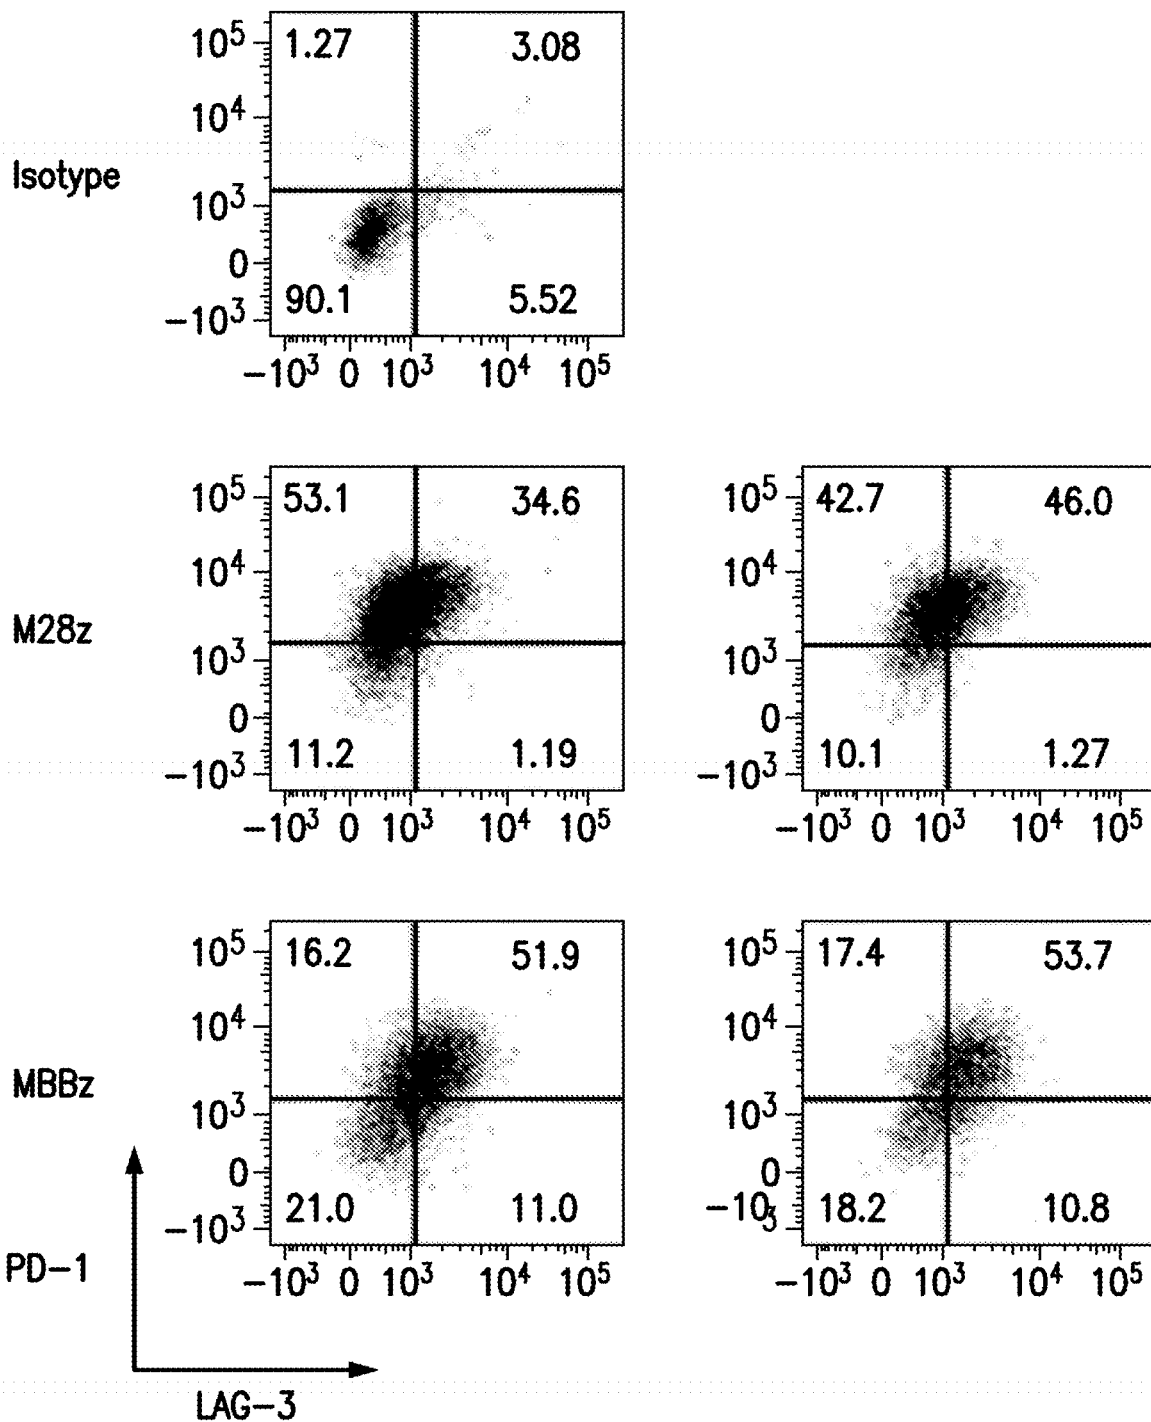 10⁵ 1.27 3.08
10⁴
Isotype
10³
0
90.1 5.52
−10³
−10³ 0 10³ 10⁴ 10⁵
10⁵ 53.1 34.6 10⁵ 42.7 46.0
10⁴ 10⁴
M28z
10³ 10³
0 0
11.2 1.19 10.1 1.27
−10³ −10³
−10³ 0 10³ 10⁴ 10⁵ −10³ 0 10³ 10⁴ 10⁵
10⁵ 16.2 51.9 10⁵ 17.4 53.7
10⁴ 10⁴
MBBz
10³ 10³
0 0
21.0 11.0 −10³ 18.2 10.8
−10³
PD−1
−10³ 0 10³ 10⁴ 10⁵ −10³ 0 10³ 10⁴ 10⁵
LAG−3